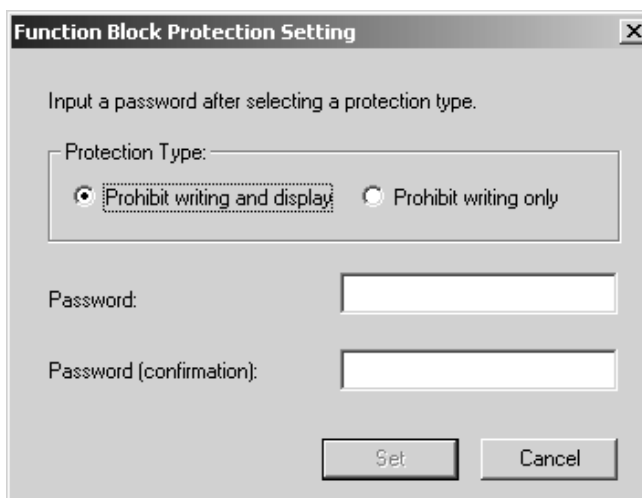 Function Block Protection Setting
Input a password after selecting a protection type.
Protection Type:
Prohibit writing and display Prohibit writing only
Password:
Password (confirmation):
Set Cancel